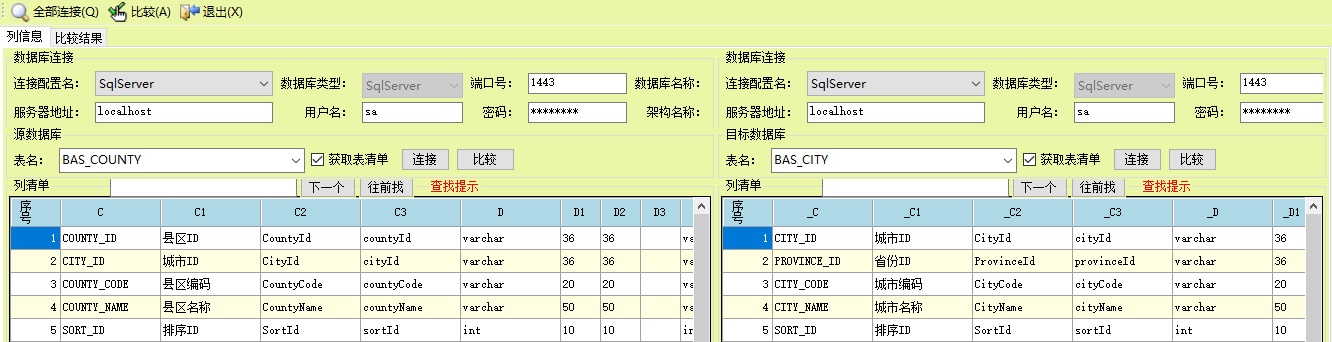 全部连接(Q) 比较(A) 退出(X)
列信息 比较结果
数据库连接 数据库连接
连接配置名: SqlServer 数据库类型: SqlServer 端口号: 1443 数据库名称: 连接配置名: SqlServer 数据库类型: SqlServer 端口号: 1443
服务器地址: localhost 用户名: sa 密码: ******** 架构名称: 服务器地址: localhost 用户名: sa 密码: ********
源数据库 目标数据库
表名: BAS_COUNTY 获取表清单 连接 比较 表名: BAS_CITY 获取表清单 连接 比较
列清单 下一个 往前找 查找提示 列清单 下一个 往前找 查找提示
序号 C C1 C2 C3 D D1 D2 D3 序号 _C _C1 _C2 _C3 _D _D1
1 COUNTY_ID 县区ID CountyId countyId varchar 36 36 va 1 CITY_ID 城市ID CityId cityId varchar 36
2 CITY_ID 城市ID CityId cityId varchar 36 36 va 2 PROVINCE_ID 省份ID ProvinceId provinceId varchar 36
3 COUNTY_CODE 县区编码 CountyCode countyCode varchar 20 20 va 3 CITY_CODE 城市编码 CityCode cityCode varchar 20
4 COUNTY_NAME 县区名称 CountyName countyName varchar 50 50 va 4 CITY_NAME 城市名称 CityName cityName varchar 50
5 SORT_ID 排序ID SortId sortId int 10 10 in 5 SORT_ID 排序ID SortId sortId int 10